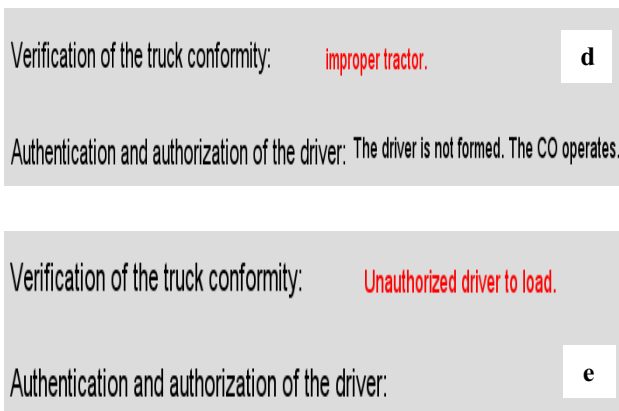 Verification of the truck conformity: improper tractor. d
Authentication and authorization of the driver: The driver is not formed. The CO operates.
Verification of the truck conformity: Unauthorized driver to load.
Authentication and authorization of the driver: e